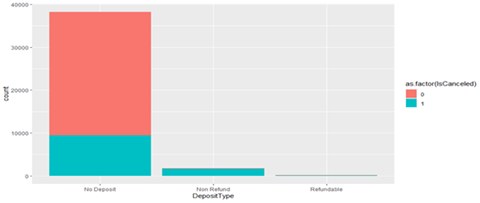 40000
30000
20000
10000
0
count
No Deposit
Non Refund
Refundable
DepositType
as.factor(IsCanceled)
0
1